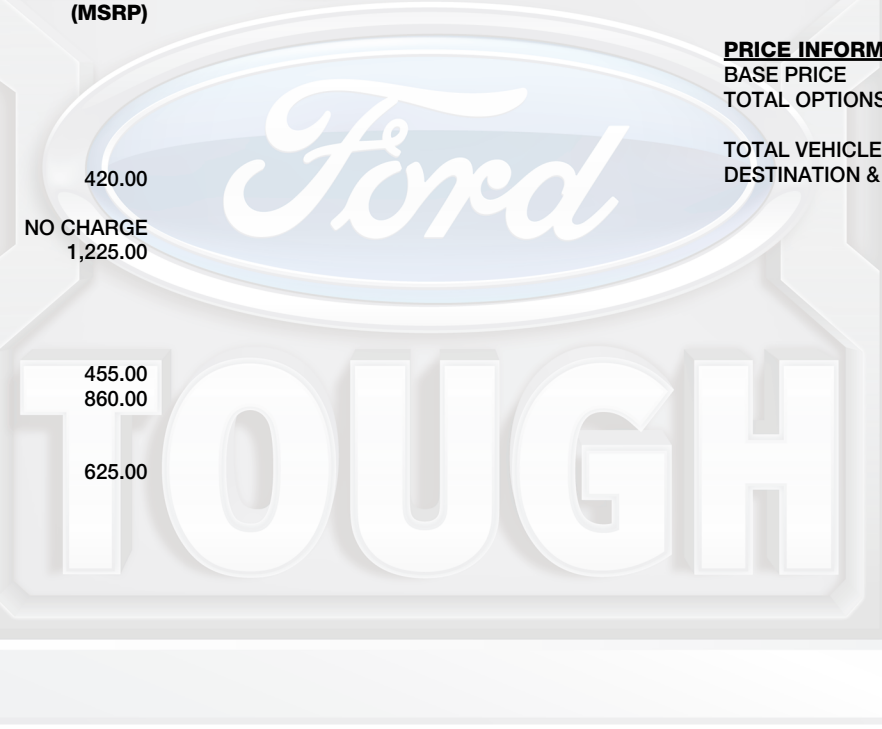 (MSRP)
420.00
NO CHARGE
1,225.00
455.00
860.00
625.00
PRICE INFORM
BASE PRICE
TOTAL OPTIONS
TOTAL VEHICLE
DESTINATION &
Ford
TOUGH